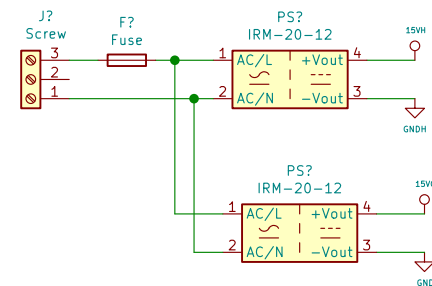 J?
Screw
3
2
1
F?
Fuse
PS?
IRM-20-12
1
AC/L
+Vout
4
2
AC/N
-Vout
3
15VH
GNDH
PS?
IRM-20-12
1
AC/L
+Vout
4
2
AC/N
-Vout
3